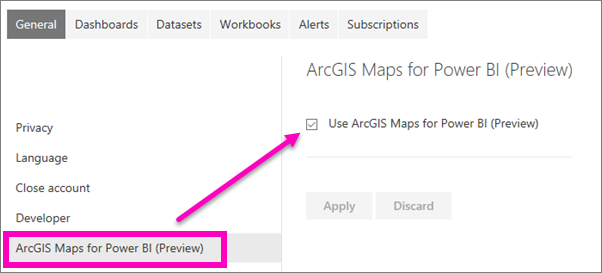 General Dashboards Datasets Workbooks Alerts Subscriptions
Privacy
Language
Close account
Developer
ArcGIS Maps for Power BI (Preview)
ArcGIS Maps for Power BI (Preview)
Use ArcGIS Maps for Power BI (Preview)
Apply Discard